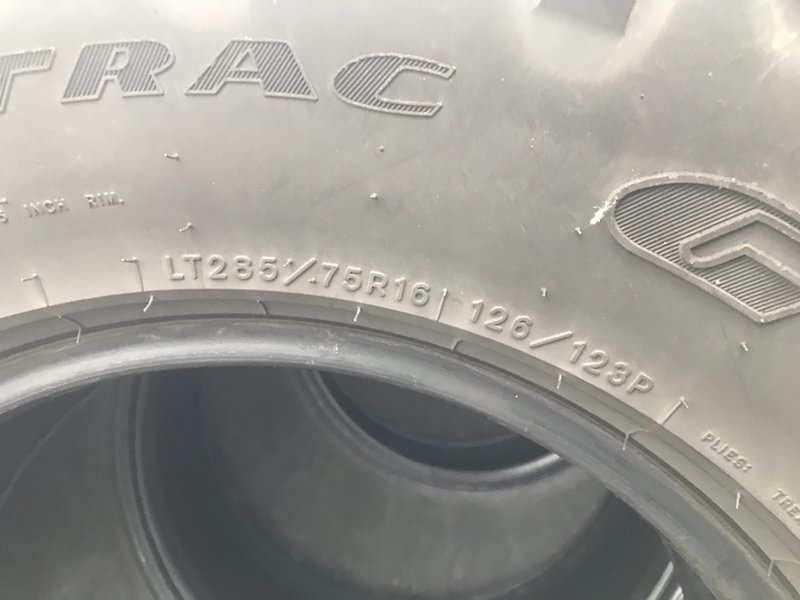 TRAC
INCH RIM.
LT285/75R16 126/123P
PLIES: